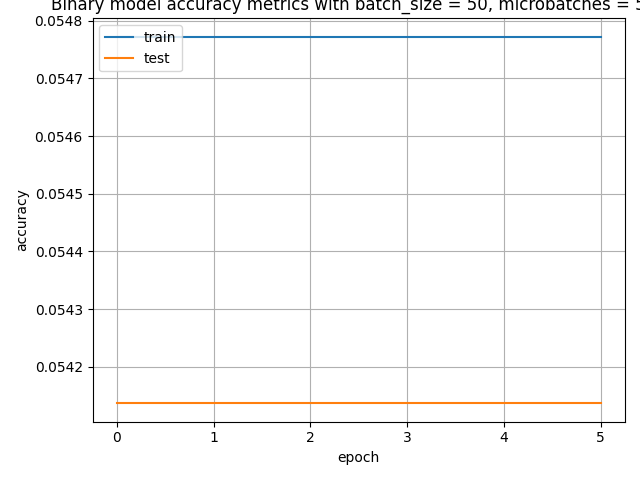 Binary model accuracy metrics with batch_size = 50, microbatches = 5
0.0548
train
test
0.0547
0.0546
0.0545
0.0544
0.0543
0.0542
accuracy
0 1 2 3 4 5
epoch